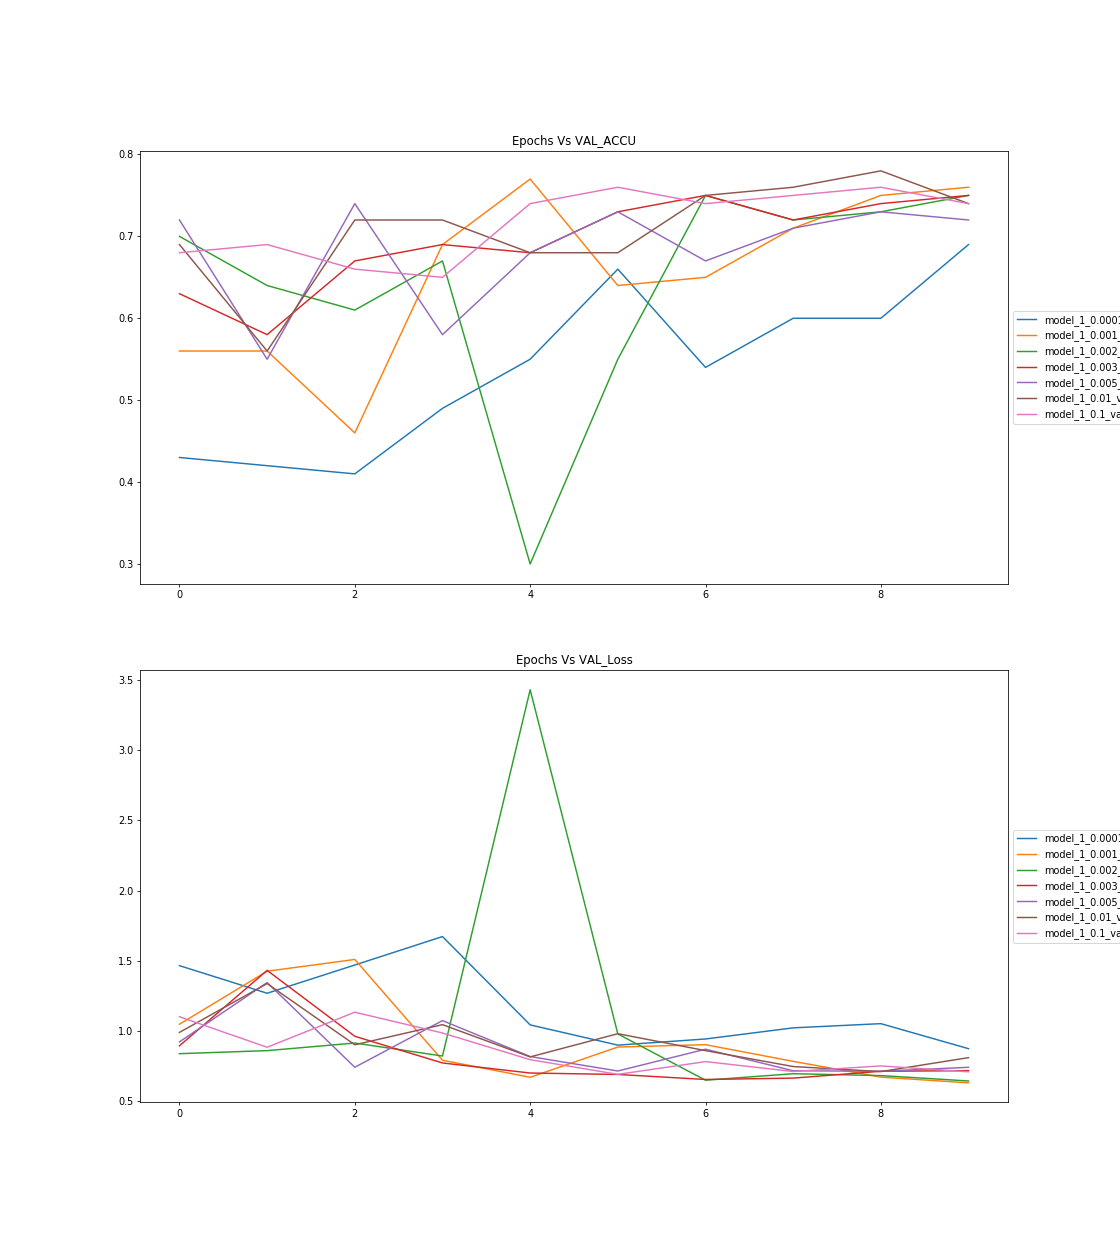 Epochs Vs VAL_ACCU
0.8
0.7
0.6
0.5
0.4
0.3
0 2 4 6 8
model_1_0.0001
model_1_0.001_
model_1_0.002_
model_1_0.003_
model_1_0.005_
model_1_0.01_v
model_1_0.1_va
Epochs Vs VAL_Loss
3.5
3.0
2.5
2.0
1.5
1.0
0.5
0 2 4 6 8
model_1_0.0001
model_1_0.001_
model_1_0.002_
model_1_0.003_
model_1_0.005_
model_1_0.01_v
model_1_0.1_va